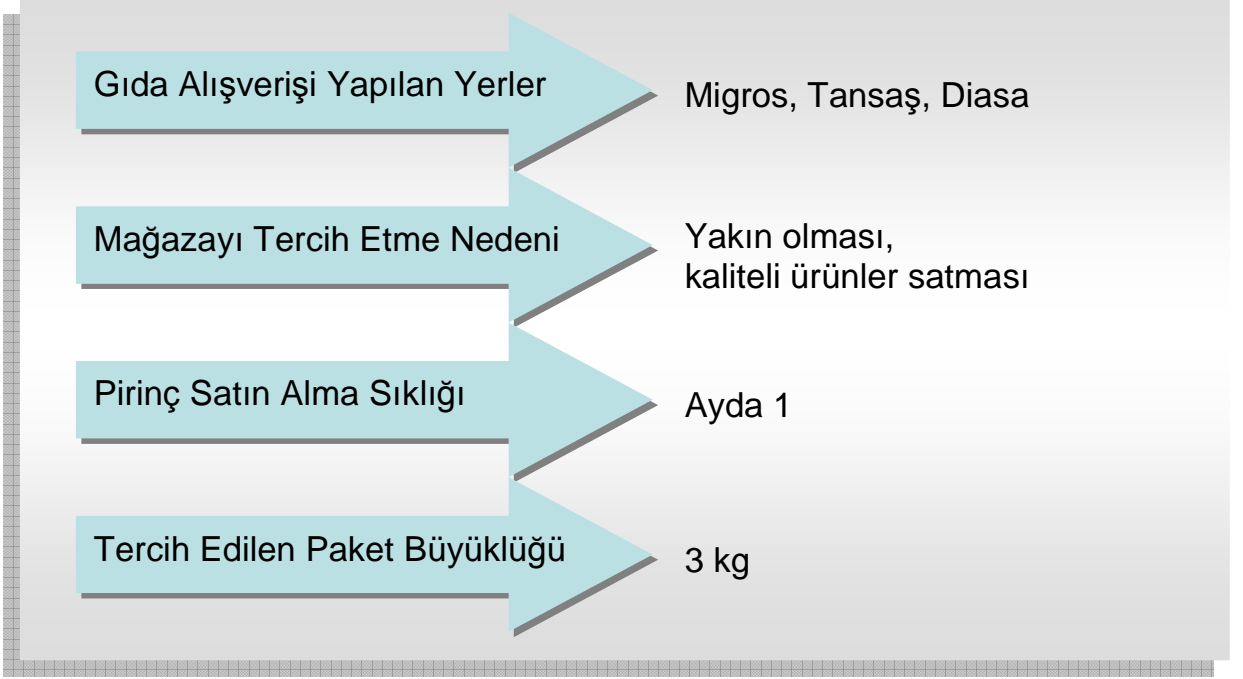 Gıda Alışverişi Yapılan Yerler
Migros, Tansaş, Diasa
Mağazayı Tercih Etme Nedeni
Yakın olması,
kaliteli ürünler satması
Pirinç Satın Alma Sıklığı
Ayda 1
Tercih Edilen Paket Büyüklüğü
3 kg